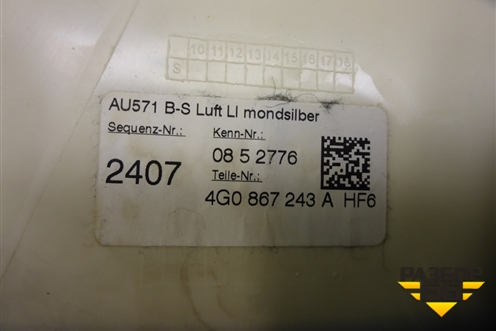 10 11 12 13 14 15 16 17 18
S
AU571 B-S Luft LI mondsilber
Sequenz-Nr.: Kenn-Nr.:
2407 08 5 2776
Teile-Nr.:
4G0 867 243 A HF6